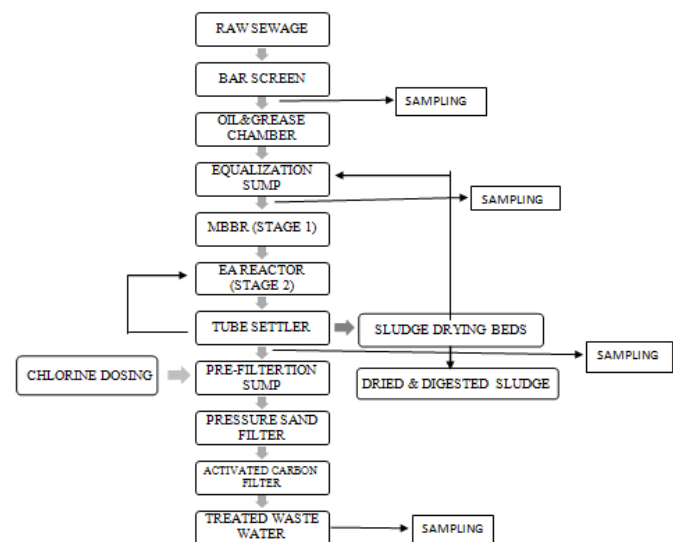 RAW SEWAGE
BAR SCREEN
SAMPLING
OIL&GREASE
CHAMBER
EQUALIZATION
SUMP
SAMPLING
MBBR (STAGE 1)
EA REACTOR
(STAGE 2)
TUBE SETTLER
SLUDGE DRYING BEDS
SAMPLING
CHLORINE DOSING
PRE-FILTERTION
SUMP
DRIED & DIGESTED SLUDGE
PRESSURE SAND
FILTER
ACTIVATED CARBON
FILTER
TREATED WASTE
WATER
SAMPLING